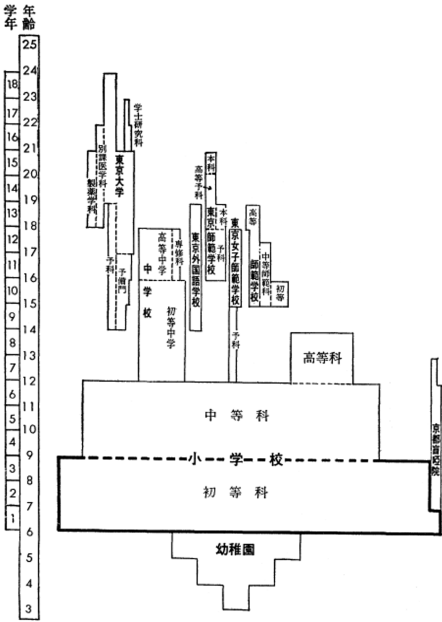 学年
年齢
25
24
23
22
21
20
19
18
17
16
15
14
13
12
11
10
9
8
7
6
5
4
3
18
17
16
15
14
13
12
11
10
9
8
7
6
5
4
3
2
1
学士研究科
東京大学
別課医学科
製薬学科
予科
予備門
中学校
高等中学
専修科
初等中学
東京外国語学校
本科
高等予科
東京師範学校
本科
予科
東京女子師範学校
予科
高等
師範学校
中等師範科
初等
高等科
中等科
小学校
初等科
京都盲唖院
幼稚園